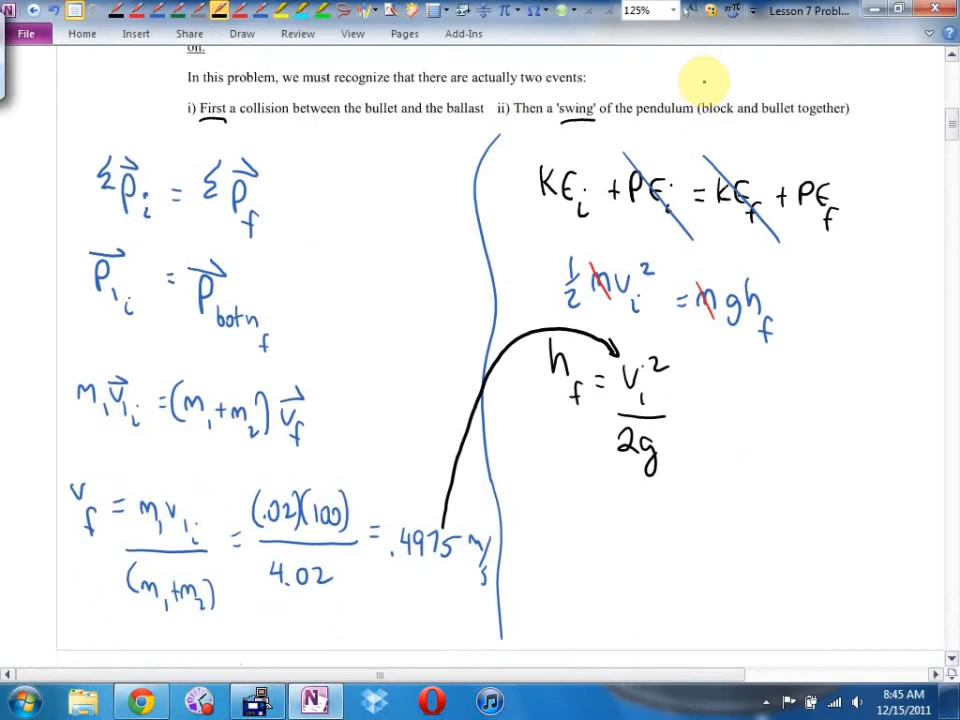 125%
Lesson 7 Probl...
File Home Insert Share Draw Review View Pages Add-Ins
on.
In this problem, we must recognize that there are actually two events:
i) First a collision between the bullet and the ballast ii) Then a 'swing' of the pendulum (block and bullet together)
Σp⃗i = Σp⃗f
p⃗1i = p⃗both f
m1v⃗1i = (m1+m2)v⃗f
vf = m1v1i / (m1+m2) = (.02)(100) / 4.02 = .4975 m/s
KEi + PEi = KEf + PEf
1/2 mvi² = mghf
hf = vi² / 2g
8:45 AM
12/15/2011